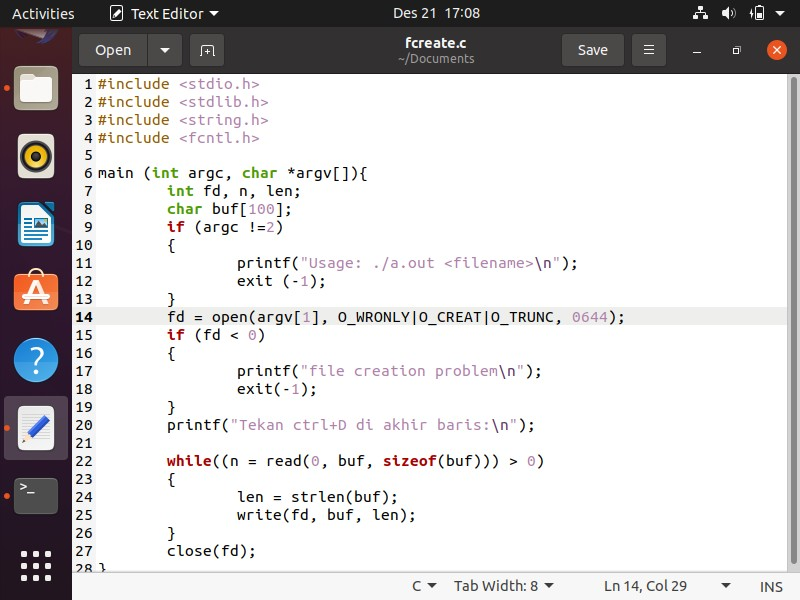 Activities Text Editor Des 21 17:08
Open fcreate.c Save
~/Documents
1 #include <stdio.h>
2 #include <stdlib.h>
3 #include <string.h>
4 #include <fcntl.h>
5
6 main (int argc, char *argv[]){
7 int fd, n, len;
8 char buf[100];
9 if (argc !=2)
10 {
11 printf("Usage: ./a.out <filename>\n");
12 exit (-1);
13 }
14 fd = open(argv[1], O_WRONLY|O_CREAT|O_TRUNC, 0644);
15 if (fd < 0)
16 {
17 printf("file creation problem\n");
18 exit(-1);
19 }
20 printf("Tekan ctrl+D di akhir baris:\n");
21
22 while((n = read(0, buf, sizeof(buf))) > 0)
23 {
24 len = strlen(buf);
25 write(fd, buf, len);
26 }
27 close(fd);
28 }
C Tab Width: 8 Ln 14, Col 29 INS